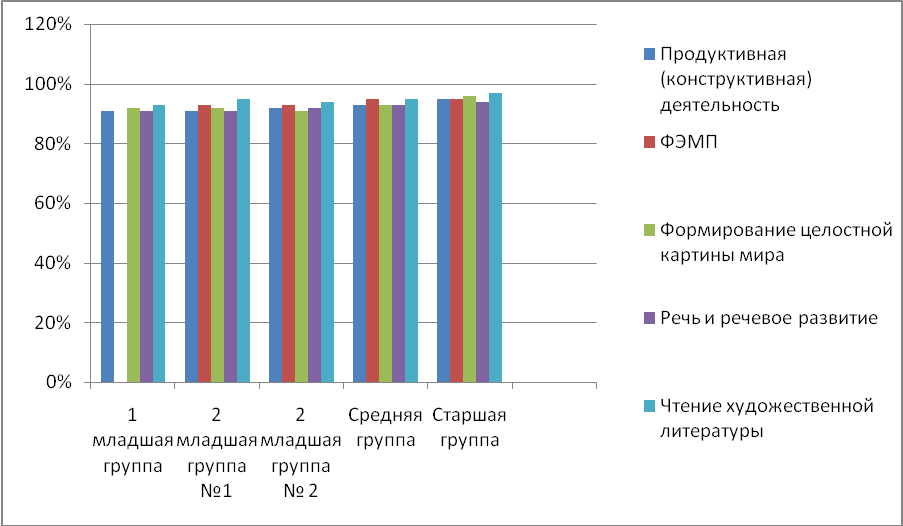 120%
100%
80%
60%
40%
20%
0%
1
младшая
группа
2
младшая
группа
№1
2
младшая
группа
№ 2
Средняя
группа
Старшая
группа
Продуктивная
(конструктивная)
деятельность
ФЭМП
Формирование целостной
картины мира
Речь и речевое развитие
Чтение художественной
литературы